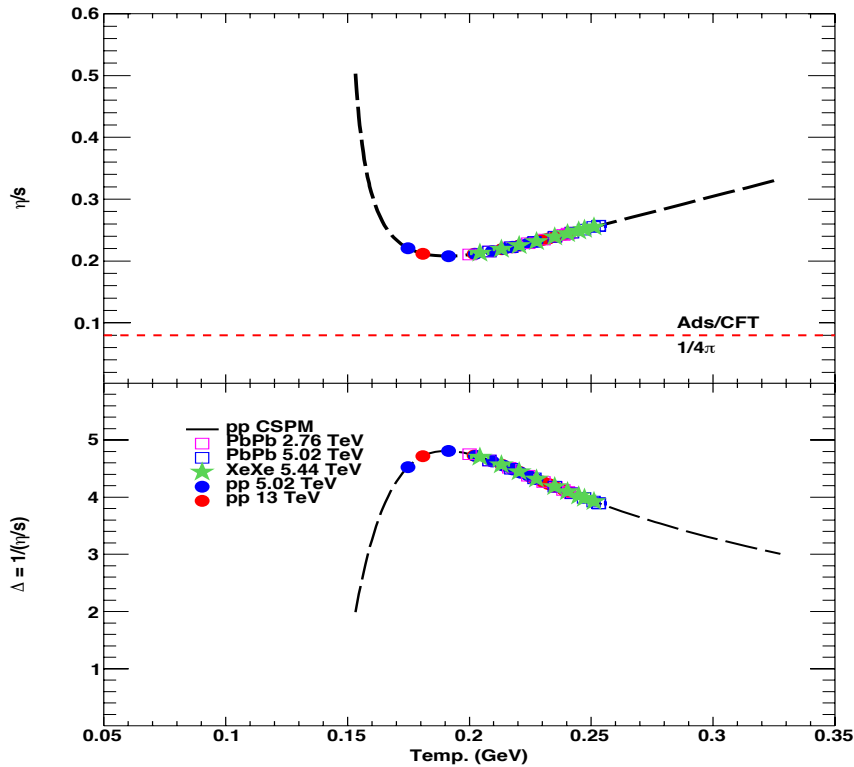 0.6
0.5
0.4
0.3
0.2
0.1
η/s
Ads/CFT
1/4π
pp CSPM
PbPb 2.76 TeV
PbPb 5.02 TeV
XeXe 5.44 TeV
pp 5.02 TeV
pp 13 TeV
5
4
3
2
1
Δ = 1/(η/s)
0.05 0.1 0.15 0.2 0.25 0.3 0.35
Temp. (GeV)